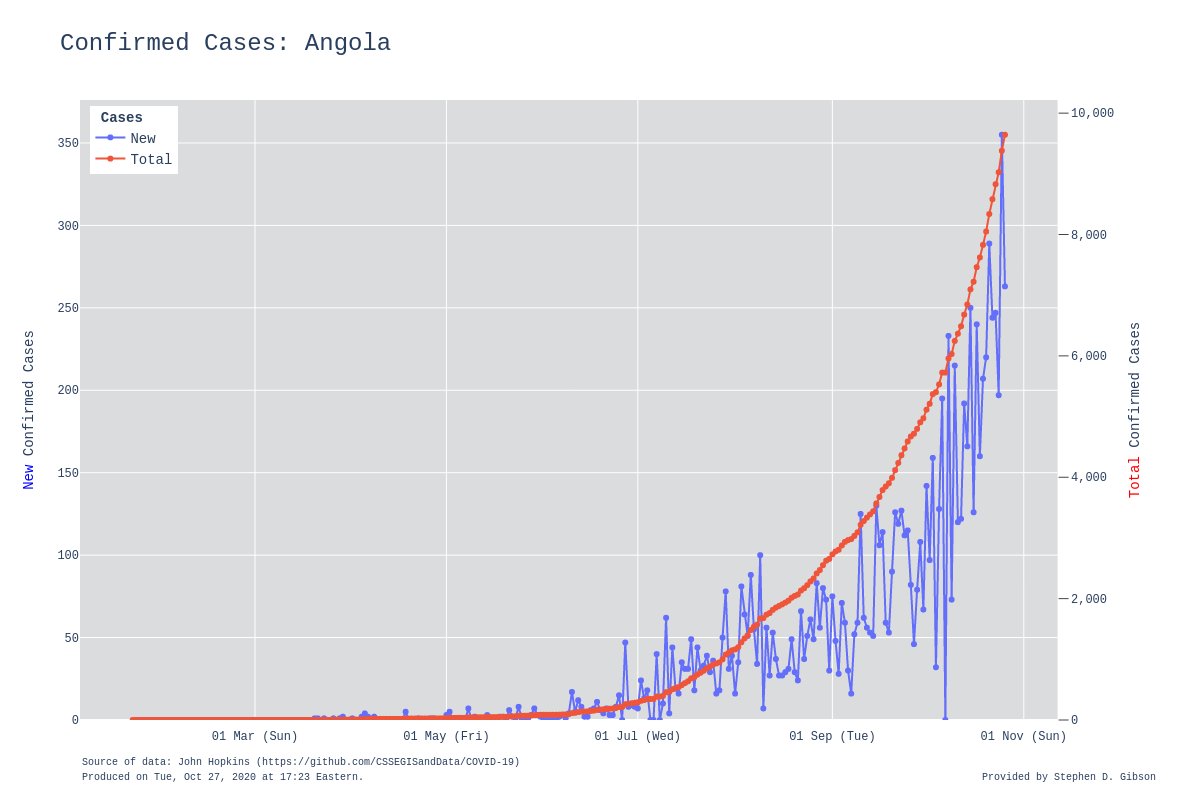 Confirmed Cases: Angola
Cases
New
Total
350
300
250
200
150
100
50
0
10,000
8,000
6,000
4,000
2,000
0
New Confirmed Cases
Total Confirmed Cases
01 Mar (Sun)
01 May (Fri)
01 Jul (Wed)
01 Sep (Tue)
01 Nov (Sun)
Source of data: John Hopkins (https://github.com/CSSEGISandData/COVID-19)
Produced on Tue, Oct 27, 2020 at 17:23 Eastern.
Provided by Stephen D. Gibson